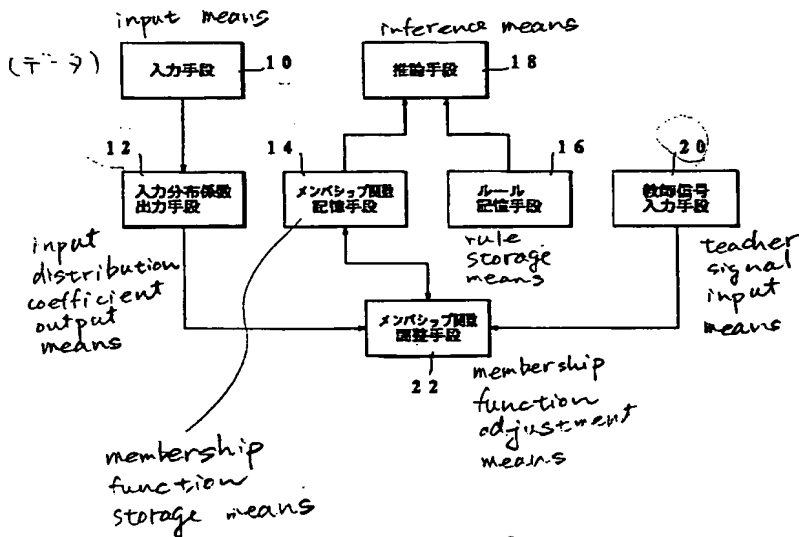 input means
inference means
(データ)
入力手段
10
推論手段
18
12
入力分布係数
出力手段
14
メンバシップ関数
記憶手段
16
ルール
記憶手段
20
教師信号
入力手段
input
distribution
coefficient
output
means
rule
storage
means
teacher
signal
input
means
メンバシップ関数
調整手段
22
membership
function
adjustment
means
membership
function
storage means